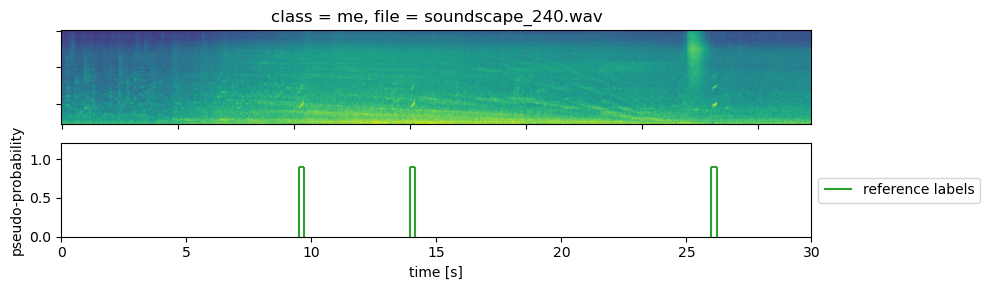 class = me, file = soundscape_240.wav
pseudo-probability
1.0
0.5
0.0
0 5 10 15 20 25 30
time [s]
reference labels